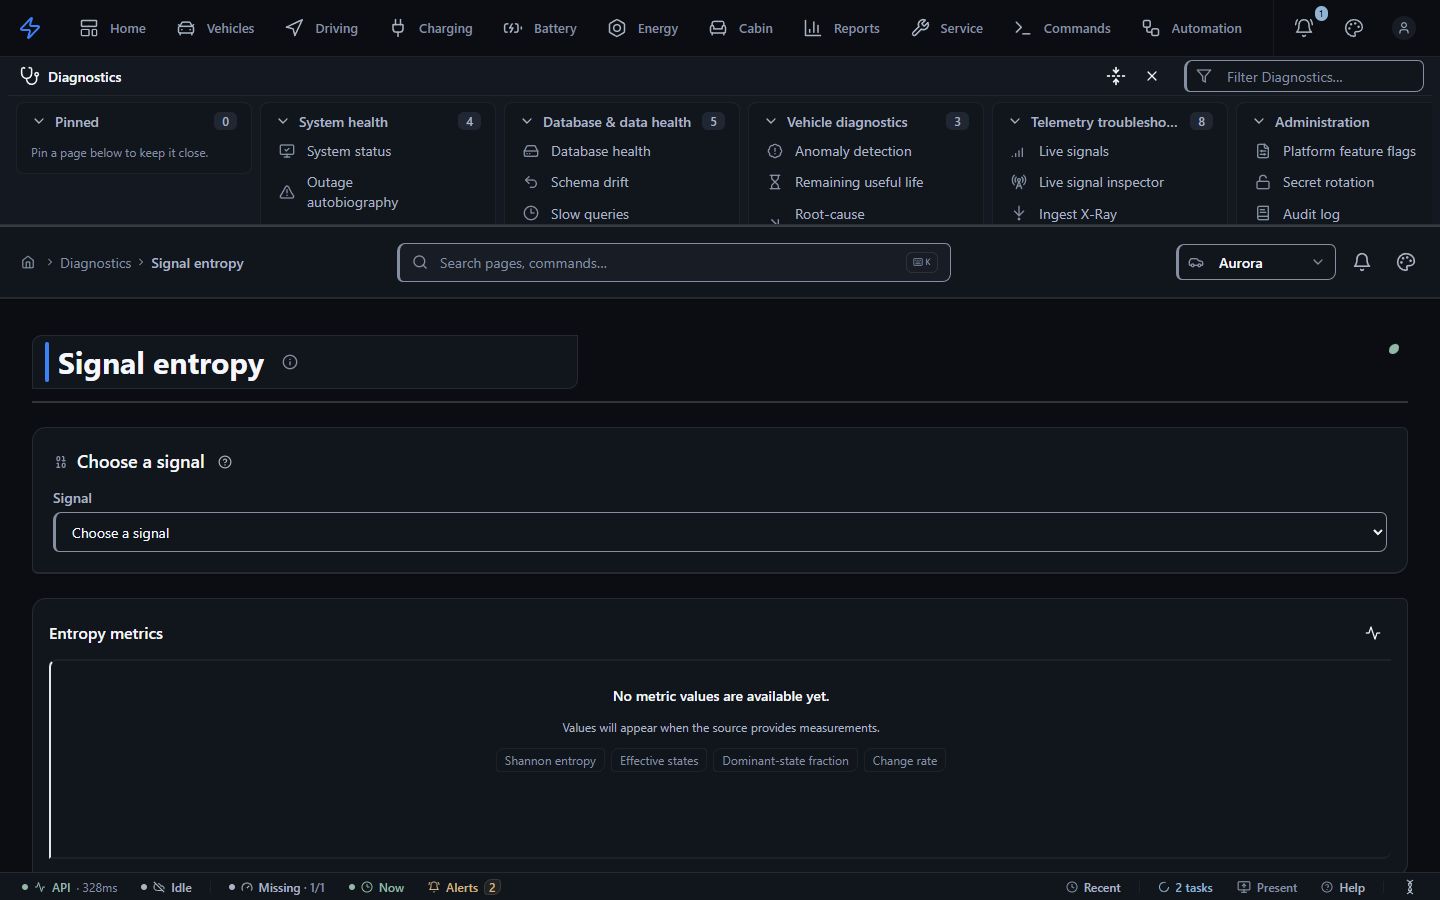 Home
Vehicles
Driving
Charging
Battery
Energy
Cabin
Reports
Service
Commands
Automation
1
Diagnostics
Filter Diagnostics...
Pinned
0
Pin a page below to keep it close.
System health
4
System status
Outage
autobiography
Database & data health
5
Database health
Schema drift
Slow queries
Vehicle diagnostics
3
Anomaly detection
Remaining useful life
Root-cause
Telemetry troublesho...
8
Live signals
Live signal inspector
Ingest X-Ray
Administration
Platform feature flags
Secret rotation
Audit log
Diagnostics
Signal entropy
Search pages, commands...
K
Aurora
Signal entropy
Choose a signal
Signal
Choose a signal
Entropy metrics
No metric values are available yet.
Values will appear when the source provides measurements.
Shannon entropy
Effective states
Dominant-state fraction
Change rate
API · 328ms
Idle
Missing · 1/1
Now
Alerts 2
Recent
2 tasks
Present
Help